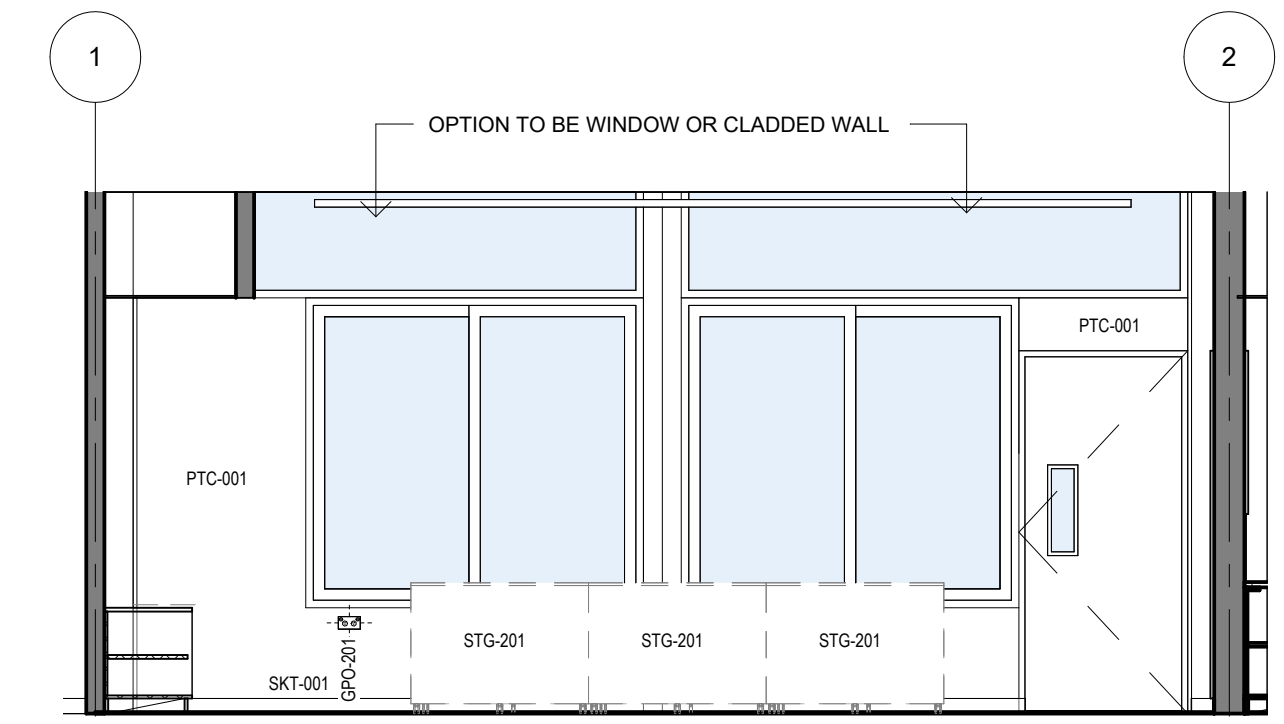 1
2
OPTION TO BE WINDOW OR CLADDED WALL
PTC-001
PTC-001
STG-201
STG-201
STG-201
GPO-201
SKT-001